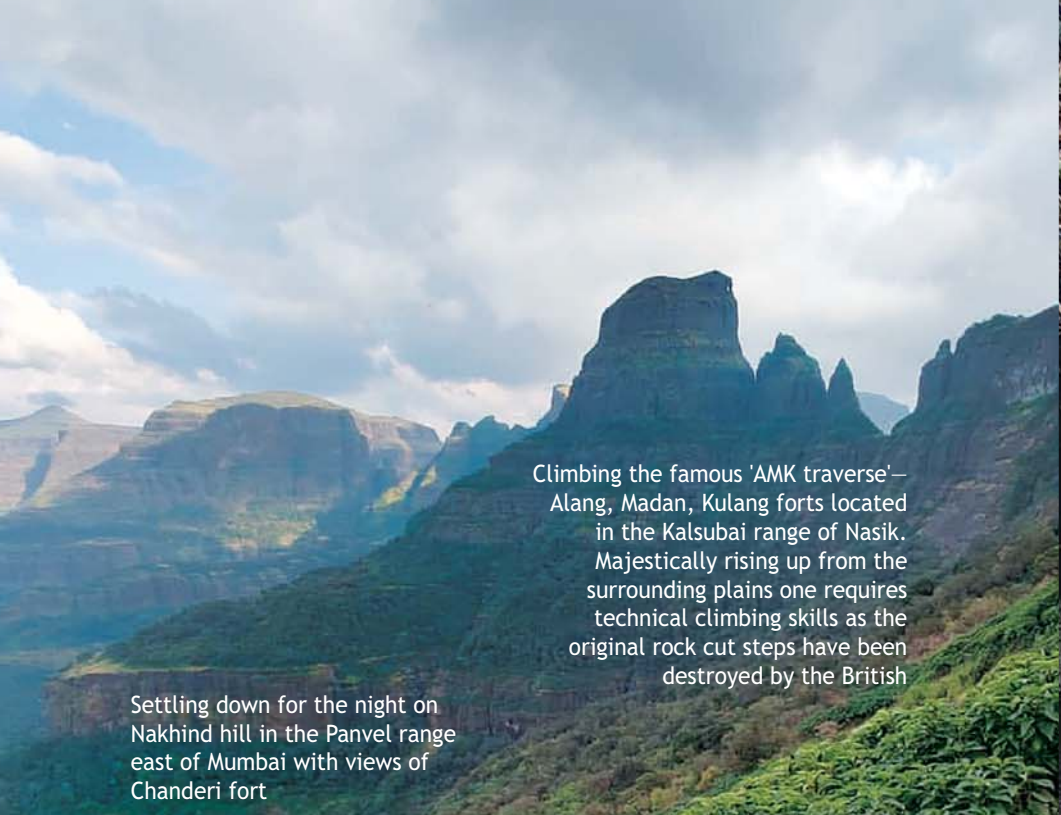 Climbing the famous 'AMK traverse'—
Alang, Madan, Kulang forts located
in the Kalsubai range of Nasik.
Majestically rising up from the
surrounding plains one requires
technical climbing skills as the
original rock cut steps have been
destroyed by the British
Settling down for the night on
Nakhind hill in the Panvel range
east of Mumbai with views of
Chanderi fort